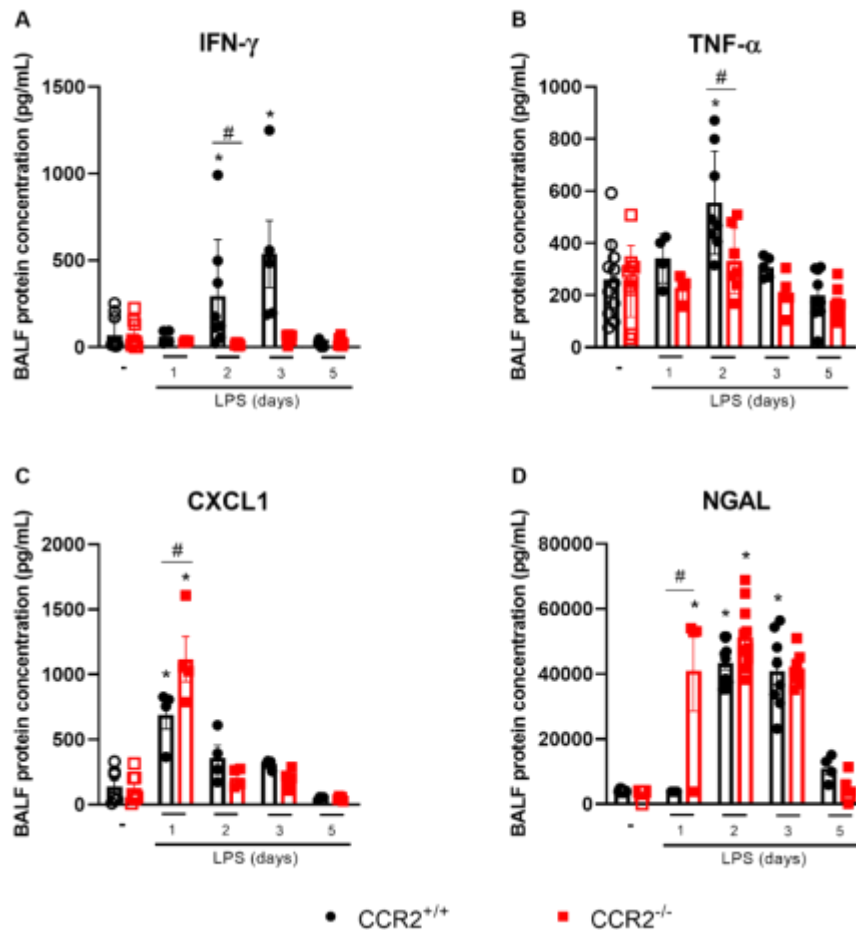 A
IFN-γ
BALF protein concentration (pg/mL)
1500
1000
500
0
*
#
*
-
1
2
3
5
LPS (days)
B
TNF-α
BALF protein concentration (pg/mL)
1000
800
600
400
200
0
#
*
-
1
2
3
5
LPS (days)
C
CXCL1
BALF protein concentration (pg/mL)
2000
1500
1000
500
0
#
*
*
-
1
2
3
5
LPS (days)
D
NGAL
BALF protein concentration (pg/mL)
80000
60000
40000
20000
0
#
*
*
*
*
-
1
2
3
5
LPS (days)
CCR2+/+
CCR2-/-